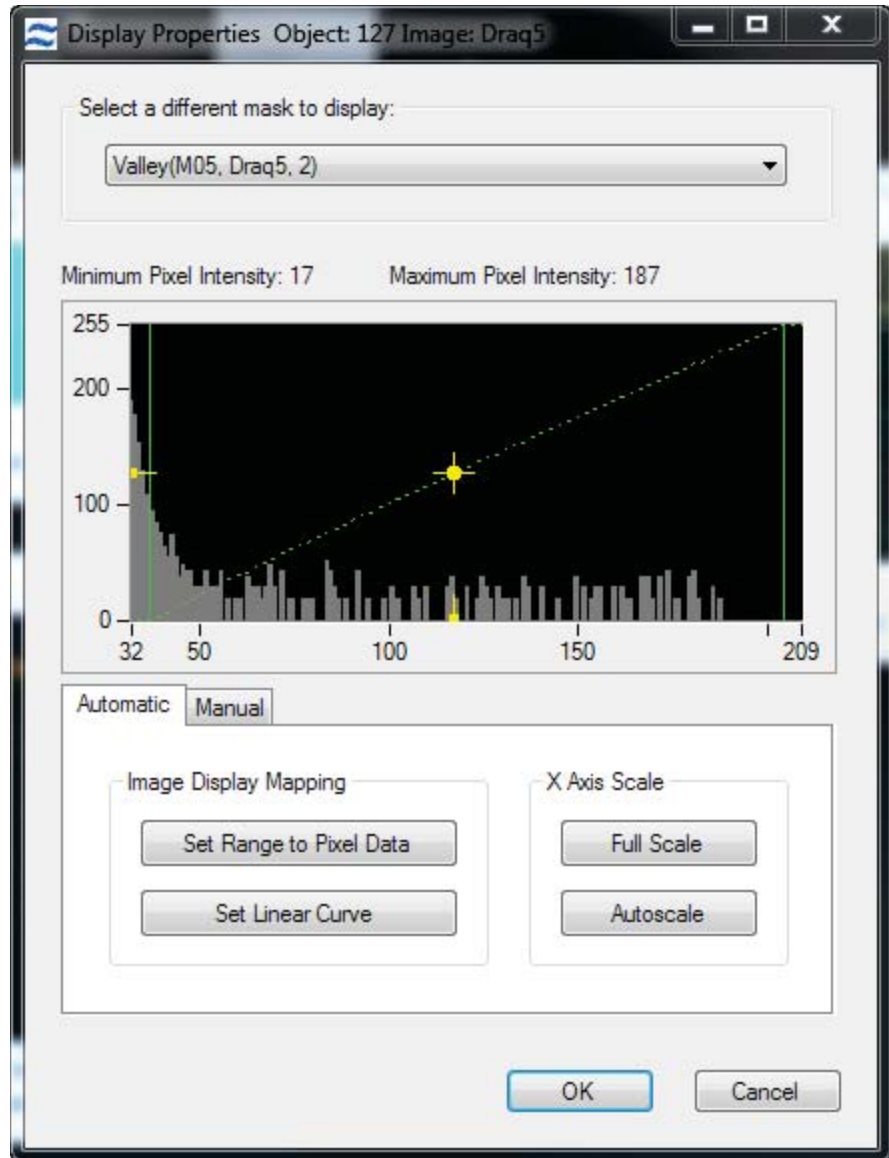 Display Properties Object: 127 Image: Draq5
Select a different mask to display:
Valley(M05, Draq5, 2)
Minimum Pixel Intensity: 17 Maximum Pixel Intensity: 187
255
200
100
0
32 50 100 150 209
Automatic Manual
Image Display Mapping X Axis Scale
Set Range to Pixel Data Full Scale
Set Linear Curve Autoscale
OK Cancel